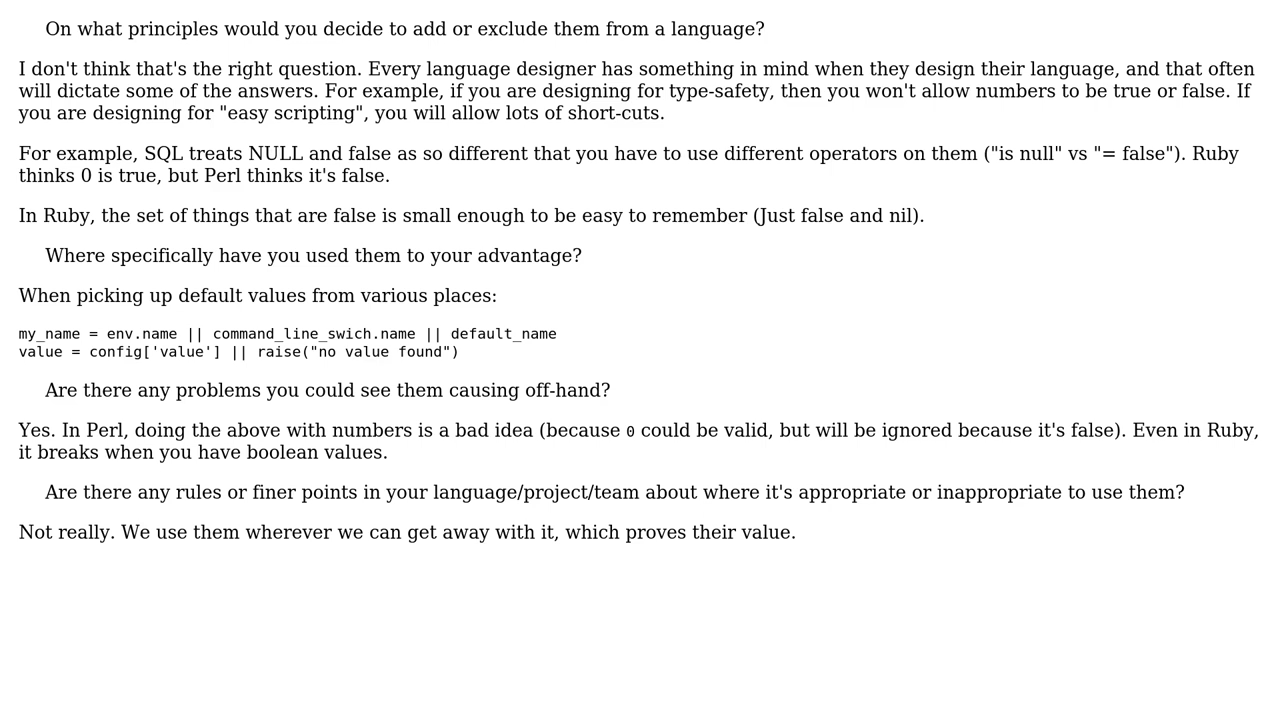 On what principles would you decide to add or exclude them from a language?
I don't think that's the right question. Every language designer has something in mind when they design their language, and that often
will dictate some of the answers. For example, if you are designing for type-safety, then you won't allow numbers to be true or false. If
you are designing for "easy scripting", you will allow lots of short-cuts.
For example, SQL treats NULL and false as so different that you have to use different operators on them ("is null" vs "= false"). Ruby
thinks 0 is true, but Perl thinks it's false.
In Ruby, the set of things that are false is small enough to be easy to remember (Just false and nil).
Where specifically have you used them to your advantage?
When picking up default values from various places:
my_name = env.name || command_line_swich.name || default_name
value = config['value'] || raise("no value found")
Are there any problems you could see them causing off-hand?
Yes. In Perl, doing the above with numbers is a bad idea (because 0 could be valid, but will be ignored because it's false). Even in Ruby,
it breaks when you have boolean values.
Are there any rules or finer points in your language/project/team about where it's appropriate or inappropriate to use them?
Not really. We use them wherever we can get away with it, which proves their value.